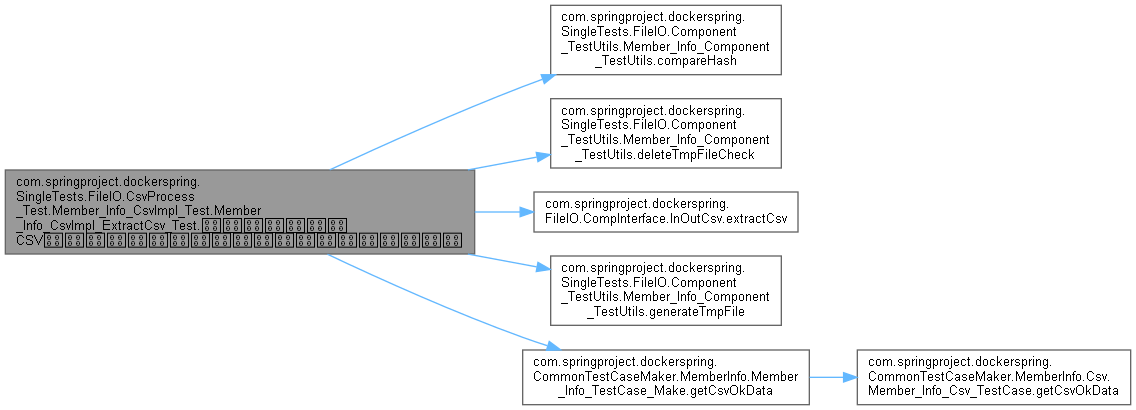 com.springproject.dockerspring.
SingleTests.FileIO.Component
_TestUtils.Member_Info_Component
_TestUtils.compareHash
com.springproject.dockerspring.
SingleTests.FileIO.Component
_TestUtils.Member_Info_Component
_TestUtils.deleteTmpFileCheck
com.springproject.dockerspring.
SingleTests.FileIO.CsvProcess
_Test.Member_Info_CsvImpl_Test.Member
_Info_CsvImpl_ExtractCsv_Test.
CSV
com.springproject.dockerspring.
FileIO.CompInterface.InOutCsv.extractCsv
com.springproject.dockerspring.
SingleTests.FileIO.Component
_TestUtils.Member_Info_Component
_TestUtils.generateTmpFile
com.springproject.dockerspring.
CommonTestCaseMaker.MemberInfo.Member
_Info_TestCase_Make.getCsvOkData
com.springproject.dockerspring.
CommonTestCaseMaker.MemberInfo.Csv.
Member_Info_Csv_TestCase.getCsvOkData